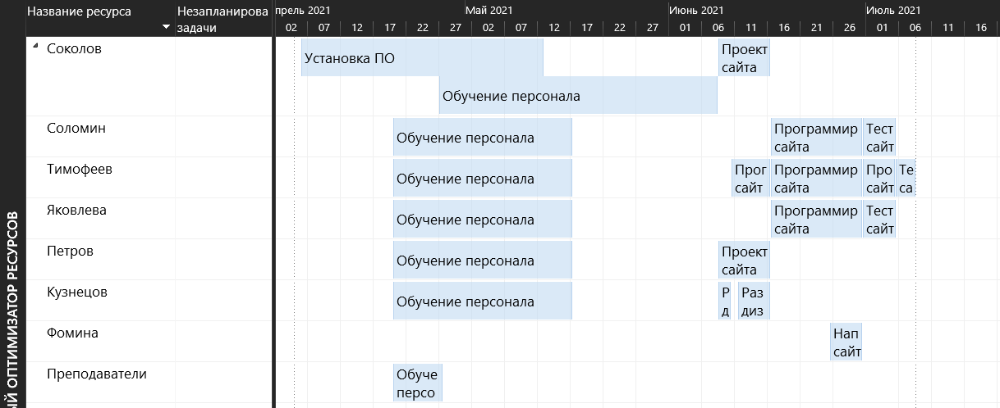 Название ресурса
Незапланирова
задачи
прель 2021
Май 2021
Июнь 2021
Июль 2021
02 07 12 17 22 27 02 07 12 17 22 27 01 06 11 16 21 26 01 06 11 16
Соколов
Установка ПО
Проект
сайта
Обучение персонала
Соломин
Обучение персонала
Программир
сайта
Тест
сайт
Тимофеев
Обучение персонала
Прог
сайт
Программир
сайта
Про
сайт
Те
са
Яковлева
Обучение персонала
Программир
сайта
Тест
сайт
Петров
Обучение персонала
Проект
сайта
Кузнецов
Обучение персонала
Р
д
Раз
диз
Фомина
Нап
сайт
Преподаватели
Обуче
персо
ЫЙ ОПТИМИЗАТОР РЕСУРСОВ